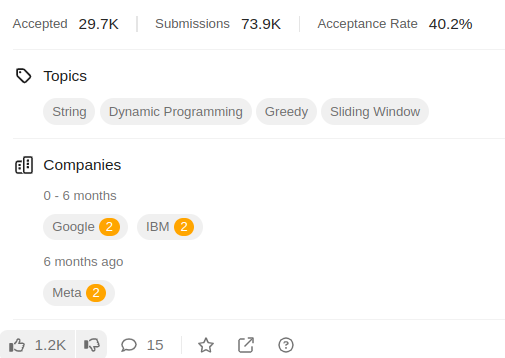 Accepted 29.7K Submissions 73.9K Acceptance Rate 40.2%
Topics
String Dynamic Programming Greedy Sliding Window
Companies
0 - 6 months
Google 2 IBM 2
6 months ago
Meta 2
1.2K 15